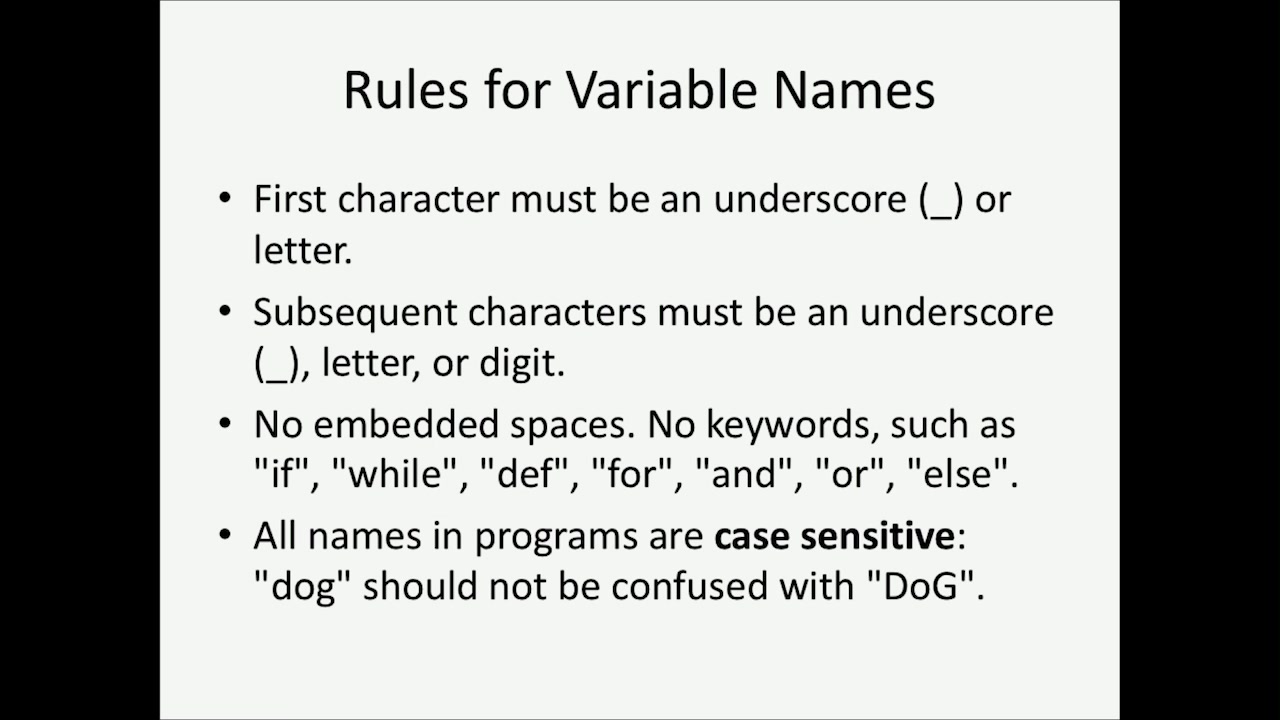 Rules for Variable Names
• First character must be an underscore (_) or
letter.
• Subsequent characters must be an underscore
(_), letter, or digit.
• No embedded spaces. No keywords, such as
"if", "while", "def", "for", "and", "or", "else".
• All names in programs are case sensitive:
"dog" should not be confused with "DoG".